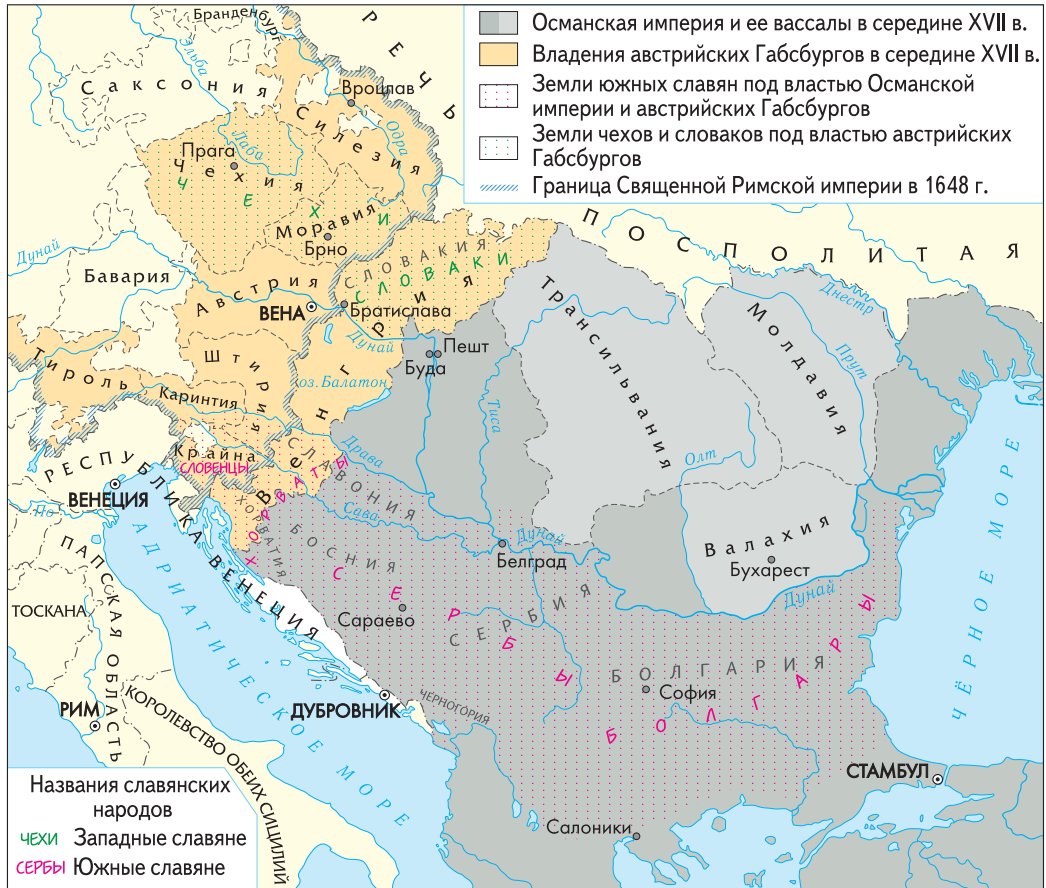 Османская империя и ее вассалы в середине XVII в.
Владения австрийских Габсбургов в середине XVII в.
Земли южных славян под властью Османской
империи и австрийских Габсбургов
Земли чехов и словаков под властью австрийских
Габсбургов
Граница Священной Римской империи в 1648 г.
РЕЧЬ
ПОСПОЛИТАЯ
Бранденбург
Эльба
Саксония
Вроцлав
Силезия
Одра
Прага
Лаба
Чехия
ЧЕХИ
Моравия
Брно
Дунай
Бавария
Австрия
ВЕНА
СЛОВАКИЯ
СЛОВАКИ
Братислава
Дунай
Венгрия
Пешт
Буда
Тироль
Штирия
оз. Балатон
Каринтия
Тиса
Трансильвания
Молдавия
Днестр
Прут
Олт
Крайна
СЛОВЕНЦЫ
СЛАВОНИЯ
Драва
ХОРВАТЫ
ХОРВАТИЯ
Сава
РЕСПУБЛИКА ВЕНЕЦИЯ
ВЕНЕЦИЯ
По
АДРИАТИЧЕСКОЕ МОРЕ
БОСНИЯ
Дунай
Белград
Валахия
Бухарест
Дунай
ЧЁРНОЕ МОРЕ
ПАПСКАЯ ОБЛАСТЬ
ТОСКАНА
Сараево
СЕРБИЯ
СЕРБЫ
БОЛГАРИЯ
БОЛГАРЫ
София
РИМ
ДУБРОВНИК
ЧЕРНОГОРИЯ
КОРОЛЕВСТВО ОБЕИХ СИЦИЛИЙ
СТАМБУЛ
Салоники
Названия славянских
народов
ЧЕХИ Западные славяне
СЕРБЫ Южные славяне